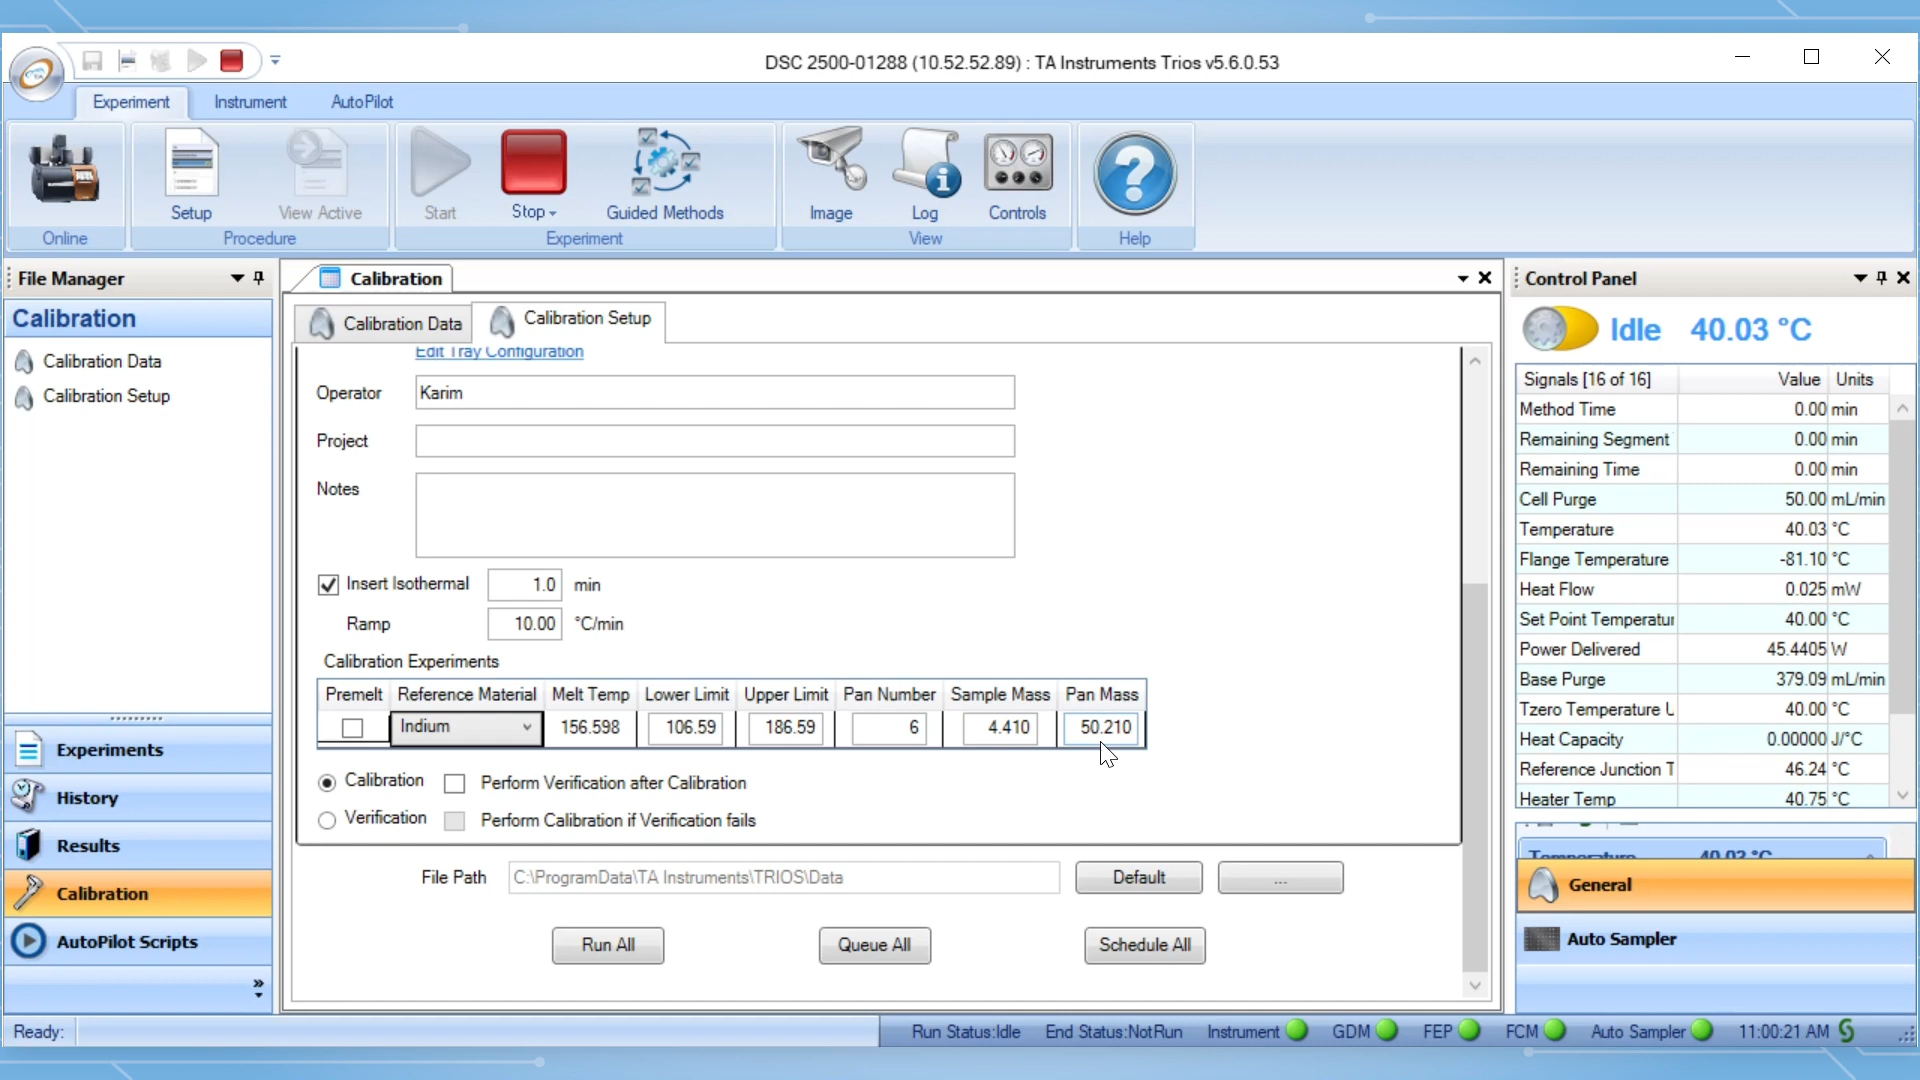 DSC 2500-01288 (10.52.52.89) : TA Instruments Trios v5.6.0.53
TA
Experiment Instrument AutoPilot
Setup View Active Start Stop Guided Methods Image Log Controls
Online Procedure Experiment View Help
File Manager
Calibration
Calibration Data
Calibration Setup
Experiments
History
Results
Calibration
AutoPilot Scripts
Calibration
Calibration Data Calibration Setup
Edit Tray Configuration
Operator Karim
Project
Notes
Insert Isothermal 1.0 min
Ramp 10.00 °C/min
Calibration Experiments
Premelt Reference Material Melt Temp Lower Limit Upper Limit Pan Number Sample Mass Pan Mass
Indium 156.598 106.59 186.59 6 4.410 50.210
Calibration Perform Verification after Calibration
Verification Perform Calibration if Verification fails
File Path C:\ProgramData\TA Instruments\TRIOS\Data Default ...
Run All Queue All Schedule All
Control Panel
Idle 40.03 °C
Signals [16 of 16] Value Units
Method Time 0.00 min
Remaining Segment 0.00 min
Remaining Time 0.00 min
Cell Purge 50.00 mL/min
Temperature 40.03 °C
Flange Temperature -81.10 °C
Heat Flow 0.025 mW
Set Point Temperatur 40.00 °C
Power Delivered 45.4405 W
Base Purge 379.09 mL/min
Tzero Temperature U 40.00 °C
Heat Capacity 0.00000 J/°C
Reference Junction T 46.24 °C
Heater Temp 40.75 °C
Temperature 40.03 °C
General
Auto Sampler
Ready: Run Status:Idle End Status:NotRun Instrument GDM FEP FCM Auto Sampler 11:00:21 AM